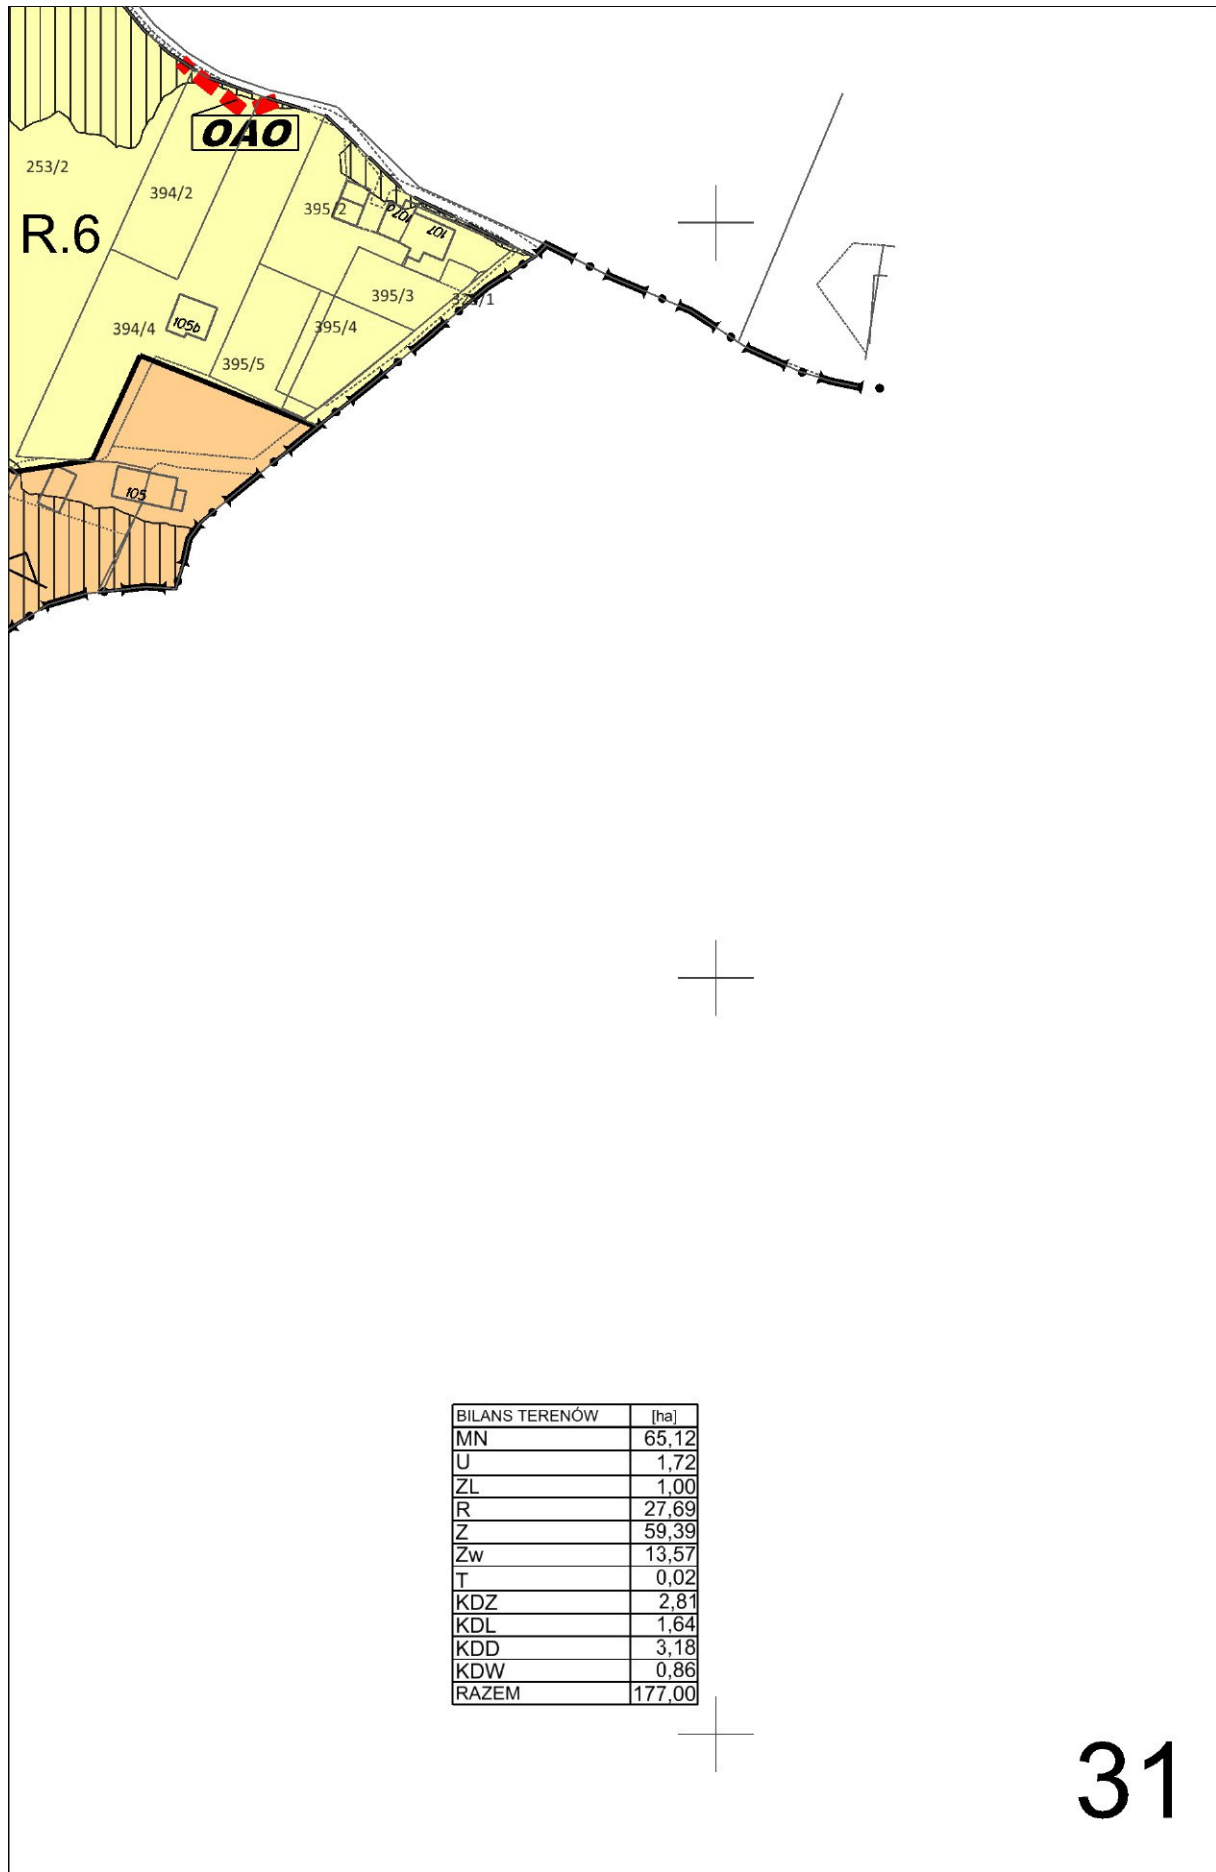 OAO
253/2
394/2
395/2
107a
107
R.6
395/3
394/4
105b
395/4
395/5
105
BILANS TERENÓW [ha]
MN 65,12
U 1,72
ZL 1,00
R 27,69
Z 59,39
Zw 13,57
T 0,02
KDZ 2,81
KDL 1,64
KDD 3,18
KDW 0,86
RAZEM 177,00
31